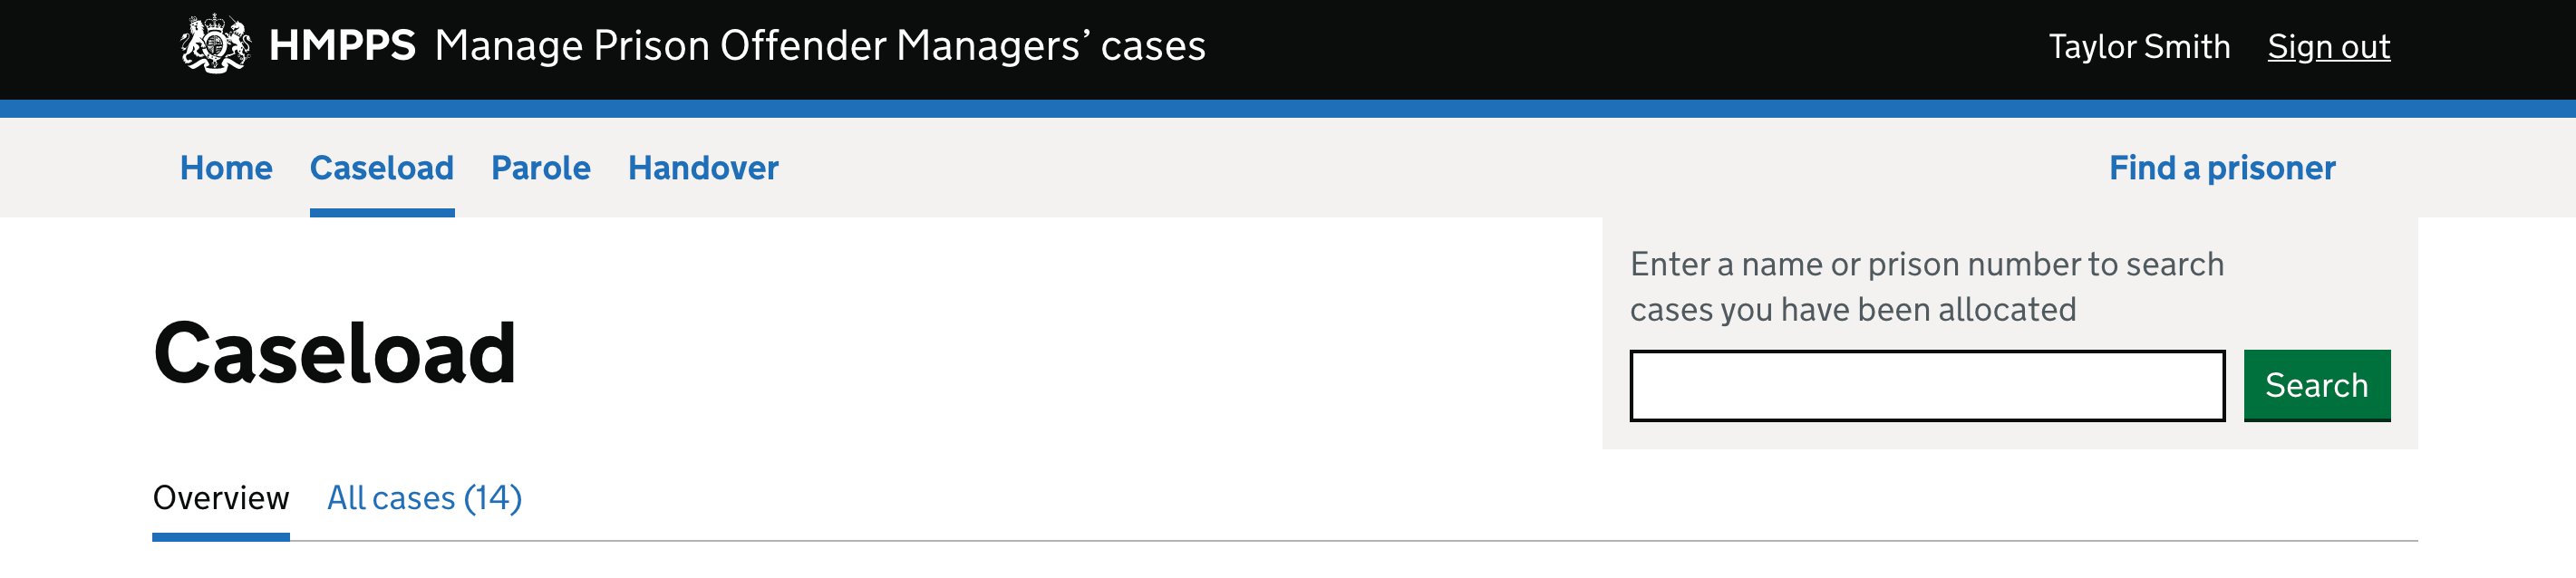 HMPPS Manage Prison Offender Managers’ cases
Taylor Smith Sign out
Home Caseload Parole Handover
Find a prisoner
Enter a name or prison number to search
cases you have been allocated
Search
Caseload
Overview All cases (14)